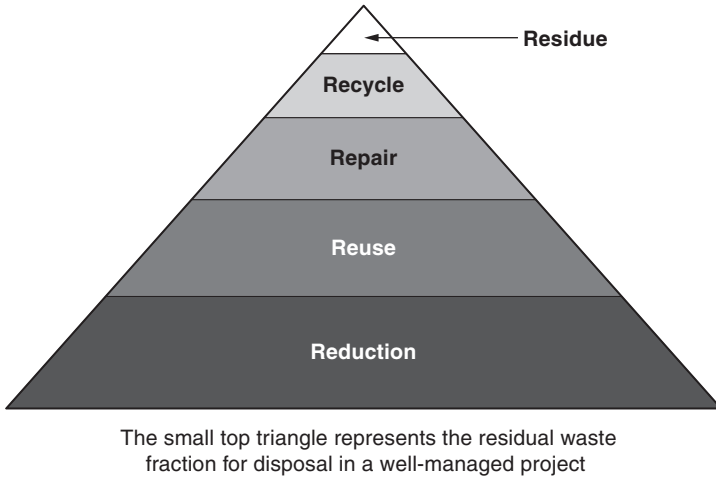 Residue
Recycle
Repair
Reuse
Reduction
The small top triangle represents the residual waste
fraction for disposal in a well-managed project